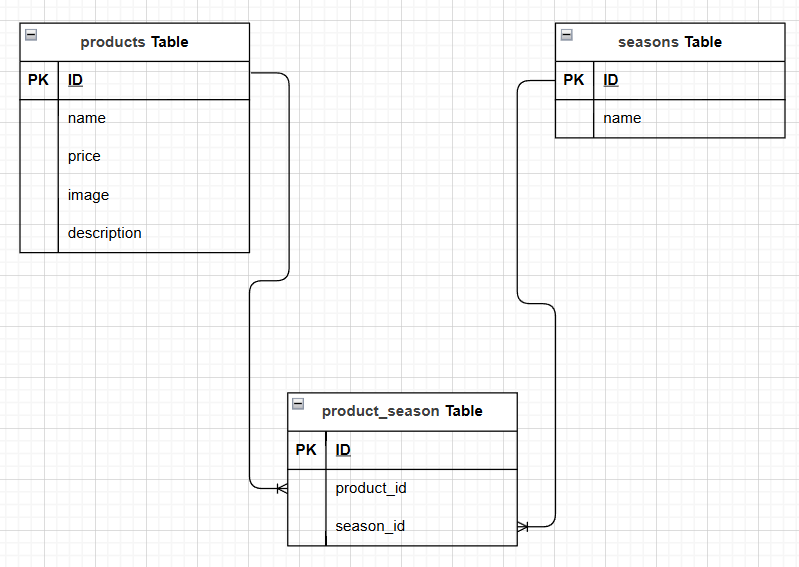 products Table
PK ID
name
price
image
description
seasons Table
PK ID
name
product_season Table
PK ID
product_id
season_id